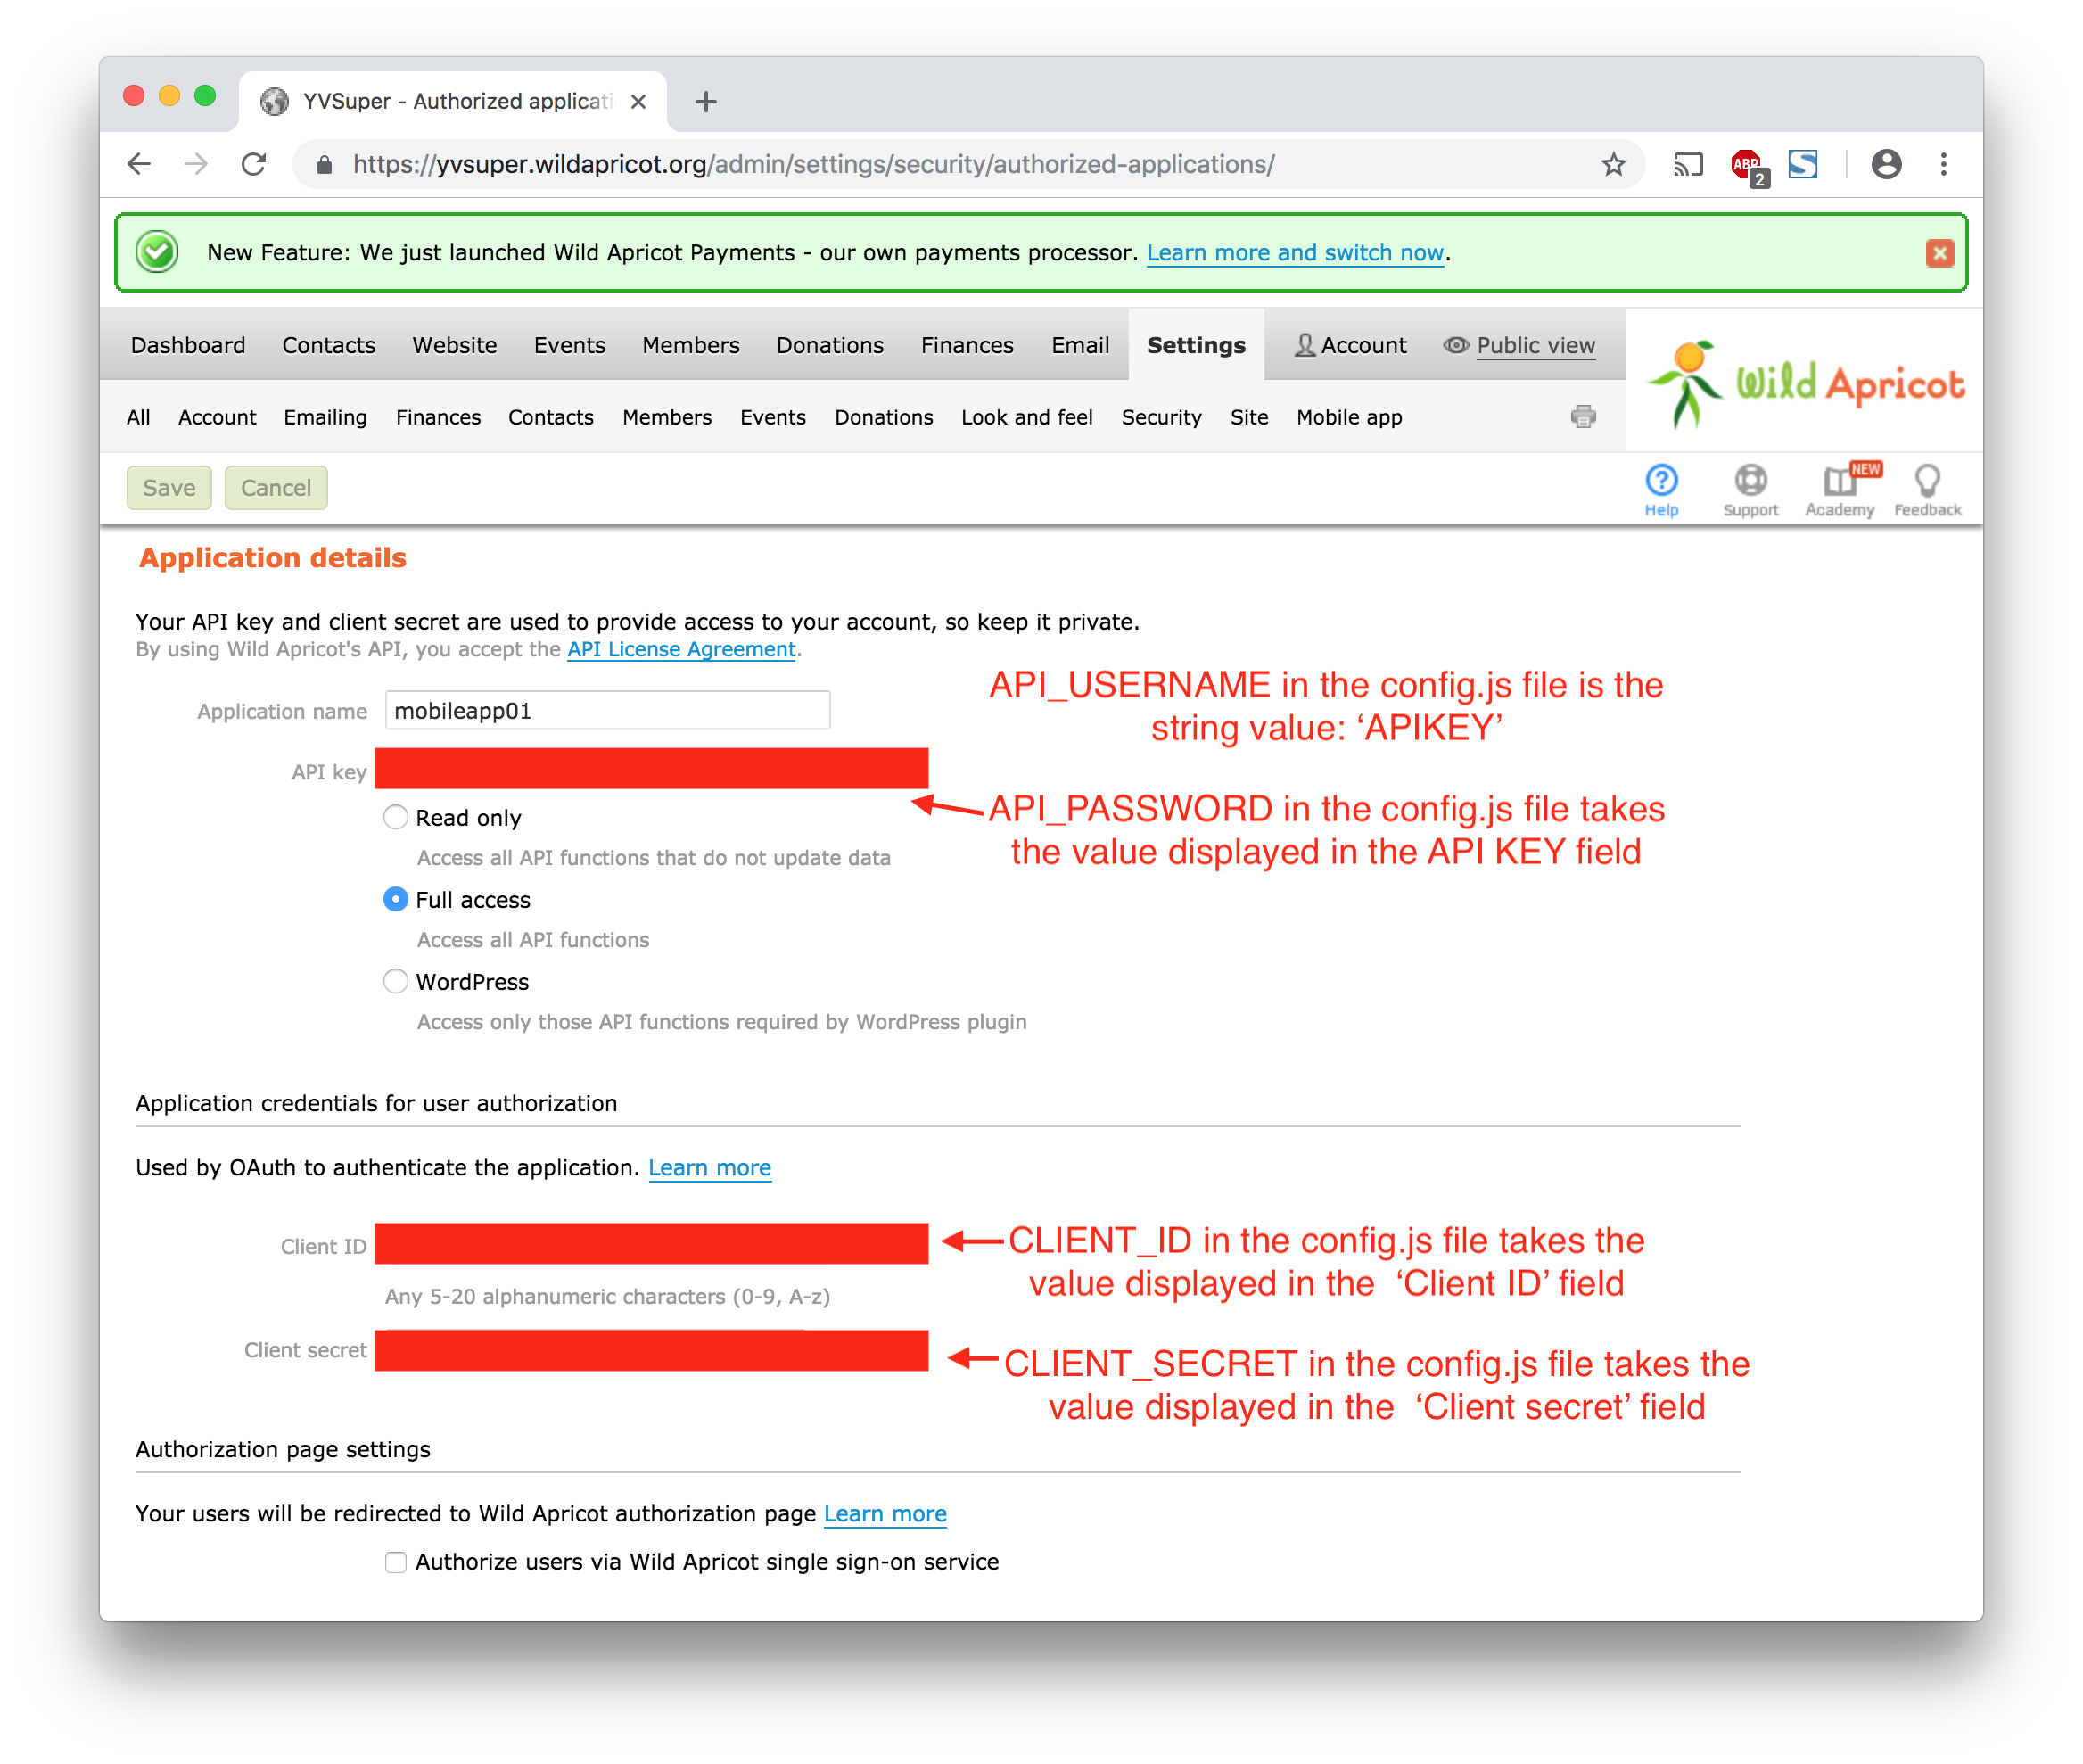 YVSuper - Authorized applicati
https://yvsuper.wildapricot.org/admin/settings/security/authorized-applications/
ABP
2
New Feature: We just launched Wild Apricot Payments - our own payments processor. Learn more and switch now.
Dashboard Contacts Website Events Members Donations Finances Email Settings Account Public view
Wild Apricot
All Account Emailing Finances Contacts Members Events Donations Look and feel Security Site Mobile app
Save Cancel
NEW
Help Support Academy Feedback
Application details
Your API key and client secret are used to provide access to your account, so keep it private.
By using Wild Apricot's API, you accept the API License Agreement.
API_USERNAME in the config.js file is the
string value: ‘APIKEY’
Application name mobileapp01
API key
API_PASSWORD in the config.js file takes
the value displayed in the API KEY field
Read only
Access all API functions that do not update data
Full access
Access all API functions
WordPress
Access only those API functions required by WordPress plugin
Application credentials for user authorization
Used by OAuth to authenticate the application. Learn more
Client ID
CLIENT_ID in the config.js file takes the
value displayed in the ‘Client ID’ field
Any 5-20 alphanumeric characters (0-9, A-z)
Client secret
CLIENT_SECRET in the config.js file takes the
value displayed in the ‘Client secret’ field
Authorization page settings
Your users will be redirected to Wild Apricot authorization page Learn more
Authorize users via Wild Apricot single sign-on service